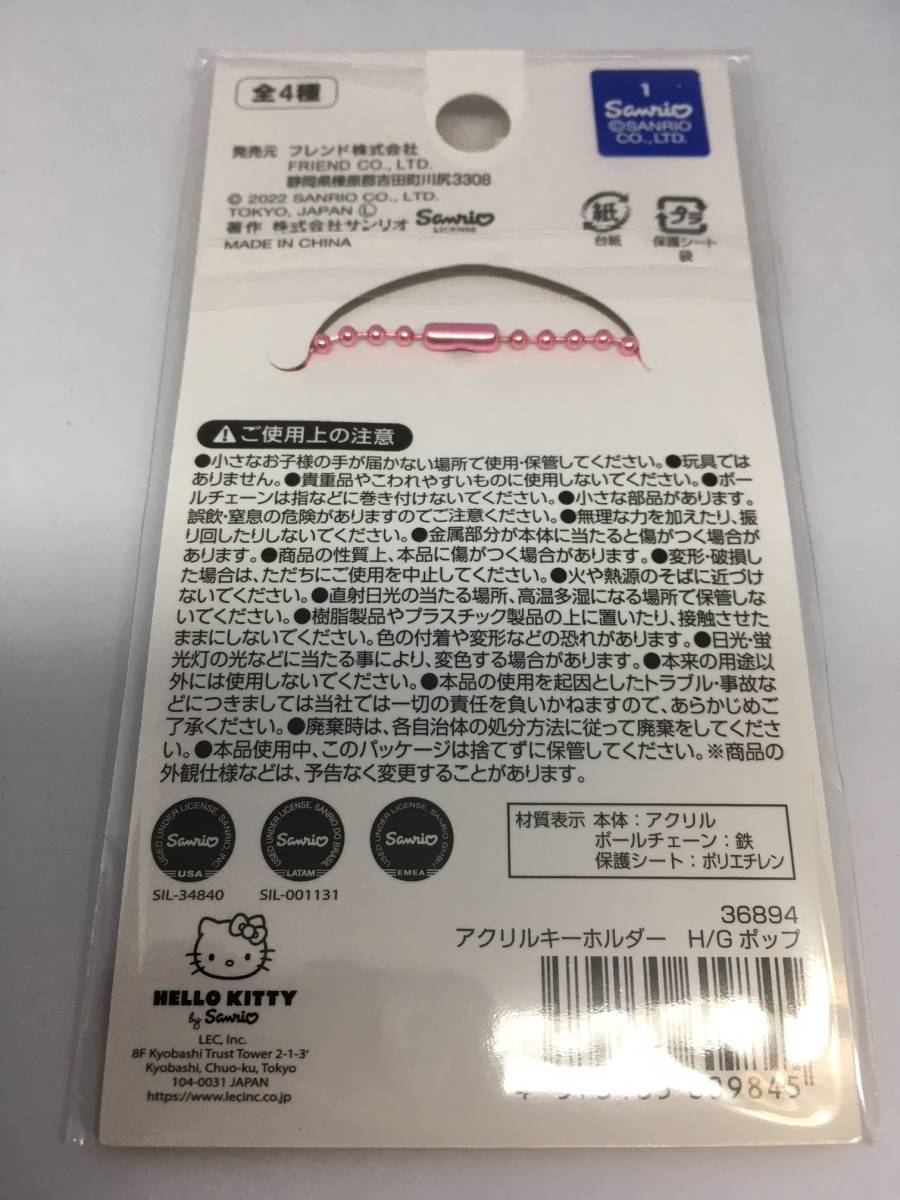 全4種
1
Sanrio
©SANRIO
CO.,LTD.
発売元 フレンド株式会社
FRIEND CO., LTD.
静岡県榛原郡吉田町川尻3308
© 2022 SANRIO CO., LTD.
TOKYO, JAPAN Ⓛ
著作 株式会社サンリオ Sanrio
LICENSE
MADE IN CHINA
紙
台紙
プラ
保護シート
袋
ご使用上の注意
●小さなお子様の手が届かない場所で使用・保管してください。●玩具では
ありません。●貴重品やこわれやすいものに使用しないでください。●ボー
ルチェーンは指などに巻き付けないでください。●小さな部品があります。
誤飲・窒息の危険がありますのでご注意ください。●無理な力を加えたり、振
り回したりしないでください。●金属部分が本体に当たると傷がつく場合が
あります。●商品の性質上、本品に傷がつく場合があります。●変形・破損し
た場合は、ただちにご使用を中止してください。●火や熱源のそばに近づけ
ないでください。●直射日光の当たる場所、高温多湿になる場所で保管しな
いでください。●樹脂製品やプラスチック製品の上に置いたり、接触させた
ままにしないでください。色の付着や変形などの恐れがあります。●日光・蛍
光灯の光などに当たる事により、変色する場合があります。●本来の用途以
外には使用しないでください。●本品の使用を起因としたトラブル・事故な
どにつきましては当社では一切の責任を負いかねますので、あらかじめご
了承ください。●廃棄時は、各自治体の処分方法に従って廃棄をしてくださ
い。●本品使用中、このパッケージは捨てずに保管してください。※商品の
外観仕様などは、予告なく変更することがあります。
USED UNDER LICENSE, SANRIO INC.
Sanrio
USA
SIL-34840
USED UNDER LICENSE, SANRIO DO BRASIL
Sanrio
LATAM
SIL-001131
USED UNDER LICENSE, SANRIO GMBH
Sanrio
EMEA
材質表示 本体：アクリル
ボールチェーン：鉄
保護シート：ポリエチレン
36894
アクリルキーホルダー H/Gポップ
HELLO KITTY
by Sanrio
LEC, Inc.
8F Kyobashi Trust Tower 2-1-3'
Kyobashi, Chuo-ku, Tokyo
104-0031 JAPAN
https://www.lecinc.co.jp